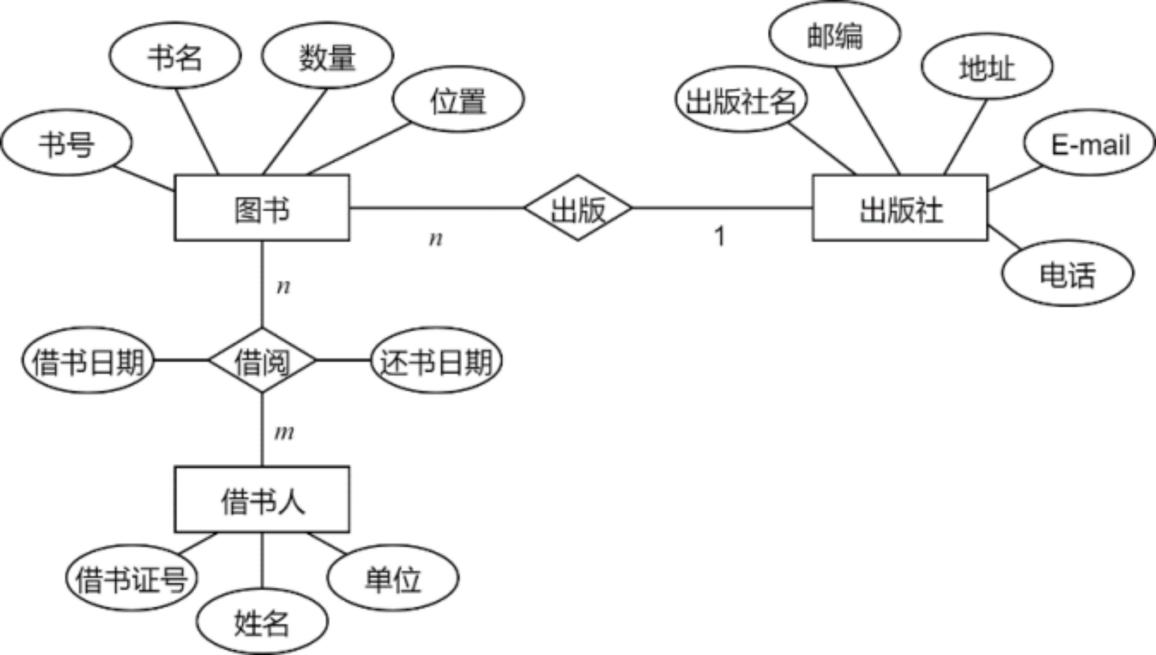 书名
数量
位置
书号
图书
n
出版
1
出版社
出版社名
邮编
地址
E-mail
电话
n
借书日期
借阅
还书日期
m
借书人
借书证号
姓名
单位